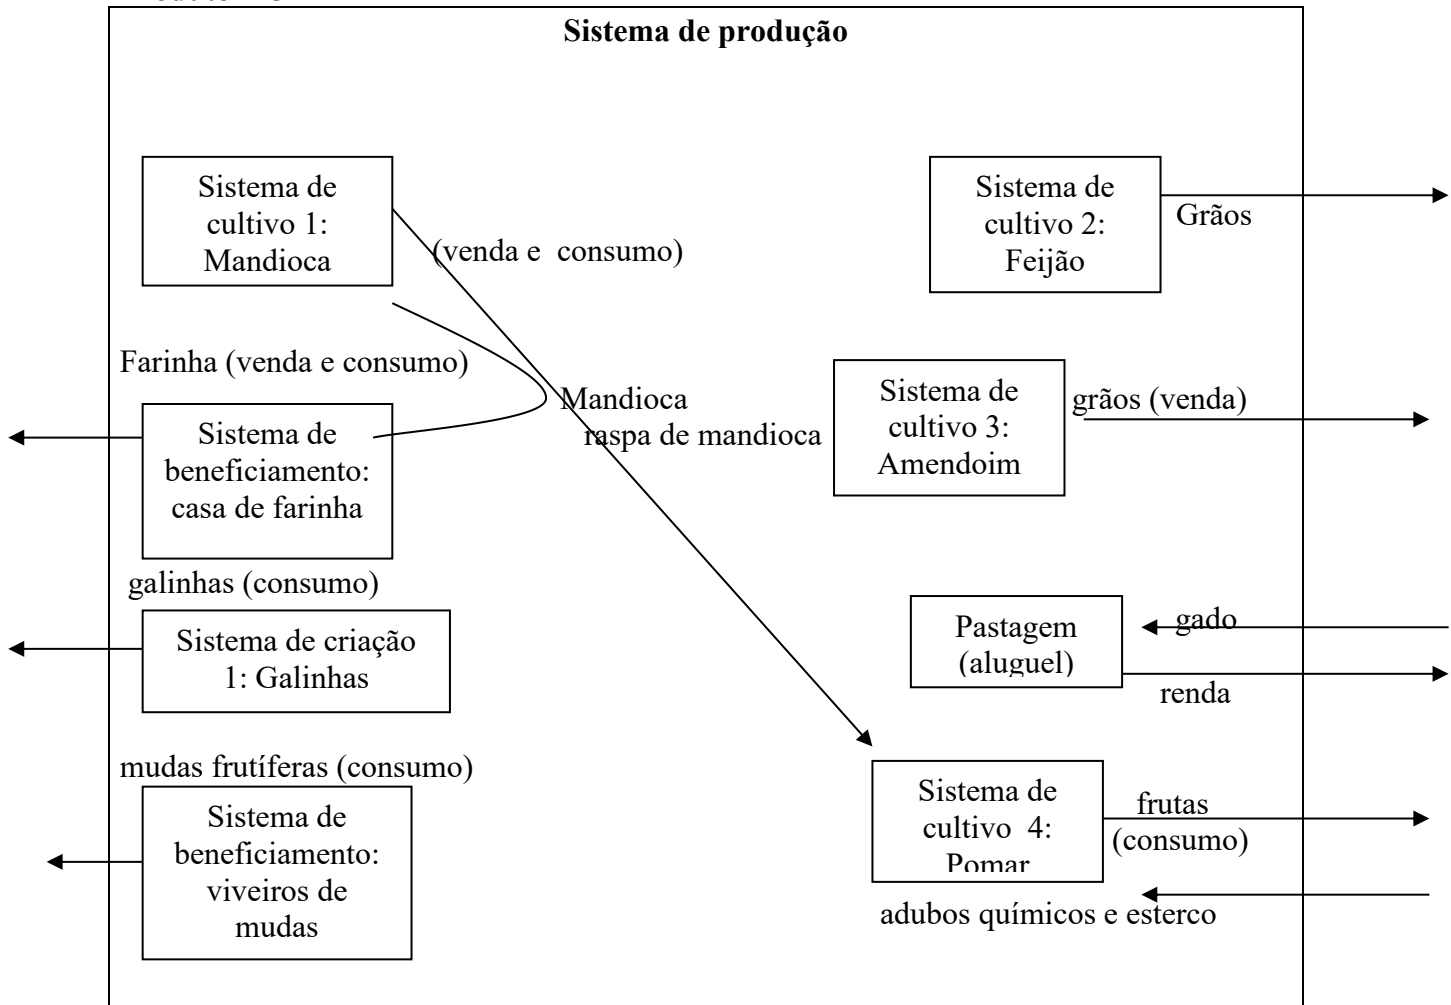 Sistema de produção
Sistema de
cultivo 1:
Mandioca
(venda e consumo)
Sistema de
cultivo 2:
Feijão
Grãos
Farinha (venda e consumo)
Mandioca
raspa de mandioca
Sistema de
cultivo 3:
Amendoim
grãos (venda)
Sistema de
beneficiamento:
casa de farinha
galinhas (consumo)
Sistema de criação
1: Galinhas
Pastagem
(aluguel)
gado
renda
mudas frutíferas (consumo)
Sistema de
beneficiamento:
viveiros de
mudas
Sistema de
cultivo 4:
Pomar
frutas
(consumo)
adubos químicos e esterco